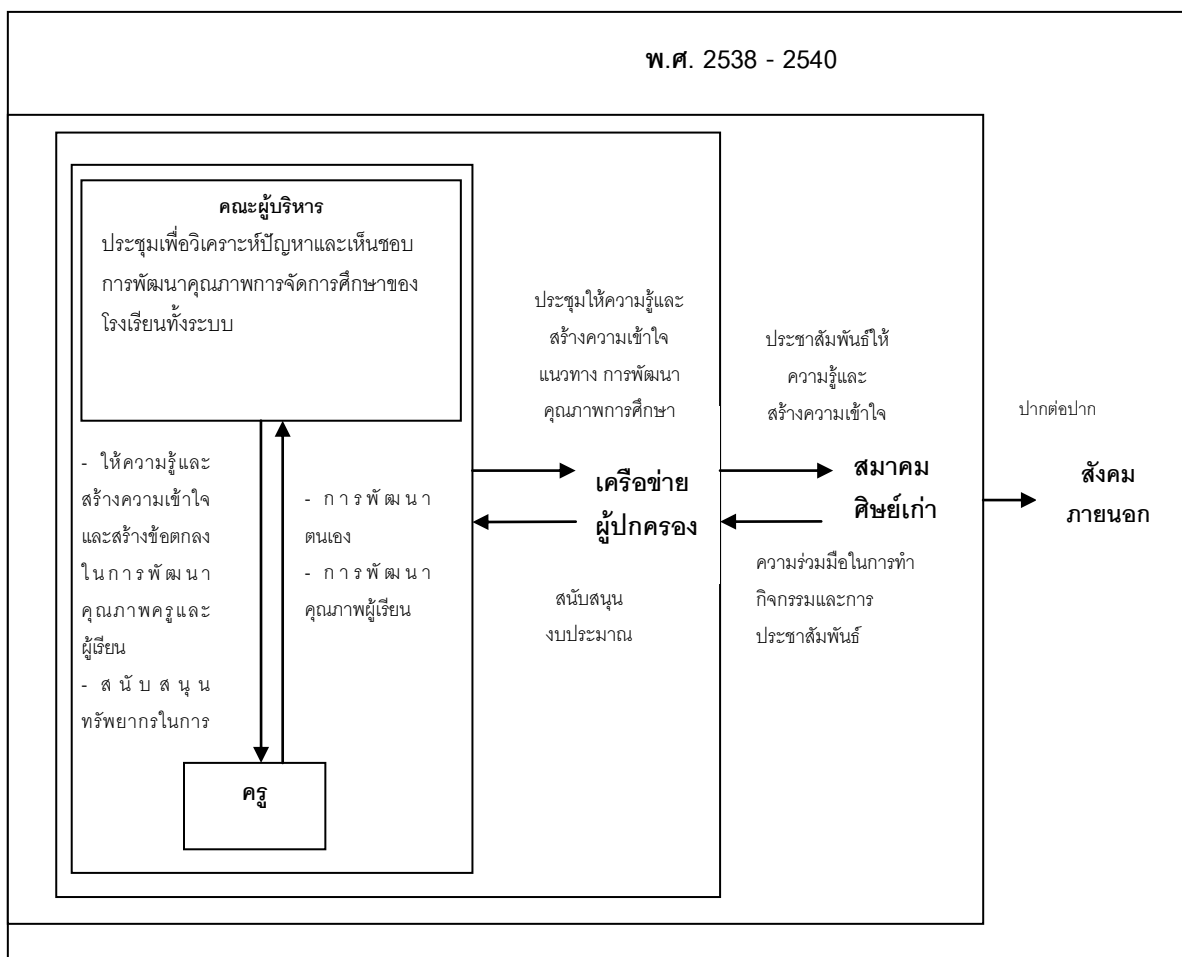 พ.ศ. 2538 - 2540
คณะผู้บริหาร
ประชุมเพื่อวิเคราะห์ปัญหาและเห็นชอบ
การพัฒนาคุณภาพการจัดการศึกษาของ
โรงเรียนทั้งระบบ
- ให้ความรู้และ
สร้างความเข้าใจ
และสร้างข้อตกลง
ในการพัฒนา
คุณภาพครูและ
ผู้เรียน
- สนับสนุน
ทรัพยากรในการ
- การพัฒนา
ตนเอง
- การพัฒนา
คุณภาพผู้เรียน
ครู
ประชุมให้ความรู้และ
สร้างความเข้าใจ
แนวทาง การพัฒนา
คุณภาพการศึกษา
เครือข่าย
ผู้ปกครอง
สนับสนุน
งบประมาณ
ประชาสัมพันธ์ให้
ความรู้และ
สร้างความเข้าใจ
สมาคม
ศิษย์เก่า
ความร่วมมือในการทำ
กิจกรรมและการ
ประชาสัมพันธ์
ปากต่อปาก
สังคม
ภายนอก